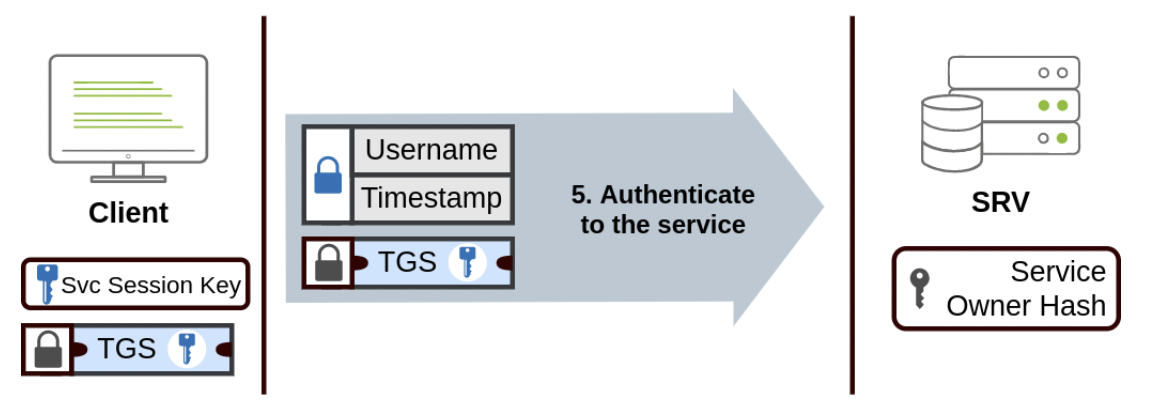 Client
Svc Session Key
TGS
Username
Timestamp
TGS
5. Authenticate
to the service
SRV
Service
Owner Hash